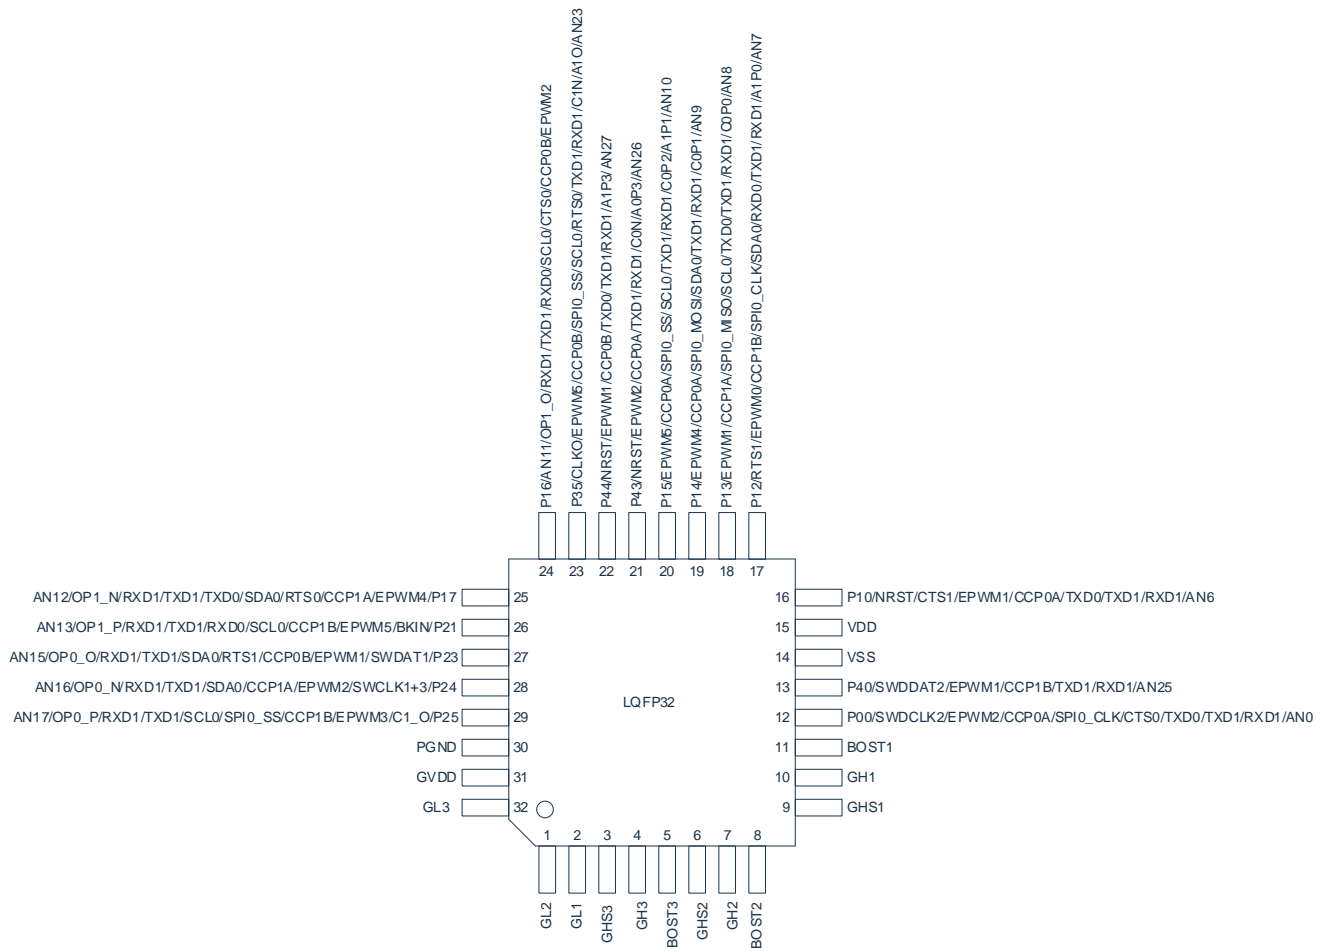 P16/AN11/OP1_O/RXD1/TXD1/RXD0/SCL0/CTS0/CCP0B/EPWM2
P35/CLKO/EPWM5/CCP0B/SPI0_SS/SCL0/RTS0/TXD1/RXD1/C1N/A1O/AN23
P44/NRST/EPWM1/CCP0B/TXD0/TXD1/RXD1/A1P3/AN27
P43/NRST/EPWM2/CCP0A/TXD1/RXD1/C0N/A0P3/AN26
P15/EPWM5/CCP0A/SPI0_SS/SCL0/TXD1/RXD1/C0P2/A1P1/AN10
P14/EPWM4/CCP0A/SPI0_MOSI/SDA0/TXD1/RXD1/C0P1/AN9
P13/EPWM1/CCP1A/SPI0_MISO/SCL0/TXD0/TXD1/RXD1/C0P0/AN8
P12/RTS1/EPWM0/CCP1B/SPI0_CLK/SDA0/RXD0/TXD1/RXD1/A1P0/AN7
24 23 22 21 20 19 18 17
AN12/OP1_N/RXD1/TXD1/TXD0/SDA0/RTS0/CCP1A/EPWM4/P17 25
16 P10/NRST/CTS1/EPWM1/CCP0A/TXD0/TXD1/RXD1/AN6
AN13/OP1_P/RXD1/TXD1/RXD0/SCL0/CCP1B/EPWM5/BKIN/P21 26
15 VDD
AN15/OP0_O/RXD1/TXD1/SDA0/RTS1/CCP0B/EPWM1/SWDAT1/P23 27
14 VSS
AN16/OP0_N/RXD1/TXD1/SDA0/CCP1A/EPWM2/SWCLK1+3/P24 28
13 P40/SWDDAT2/EPWM1/CCP1B/TXD1/RXD1/AN25
LQFP32
AN17/OP0_P/RXD1/TXD1/SCL0/SPI0_SS/CCP1B/EPWM3/C1_O/P25 29
12 P00/SWDCLK2/EPWM2/CCP0A/SPI0_CLK/CTS0/TXD0/TXD1/RXD1/AN0
PGND 30
11 BOST1
GVDD 31
10 GH1
GL3 32
9 GHS1
1 2 3 4 5 6 7 8
GL2
GL1
GHS3
GH3
BOST3
GHS2
GH2
BOST2